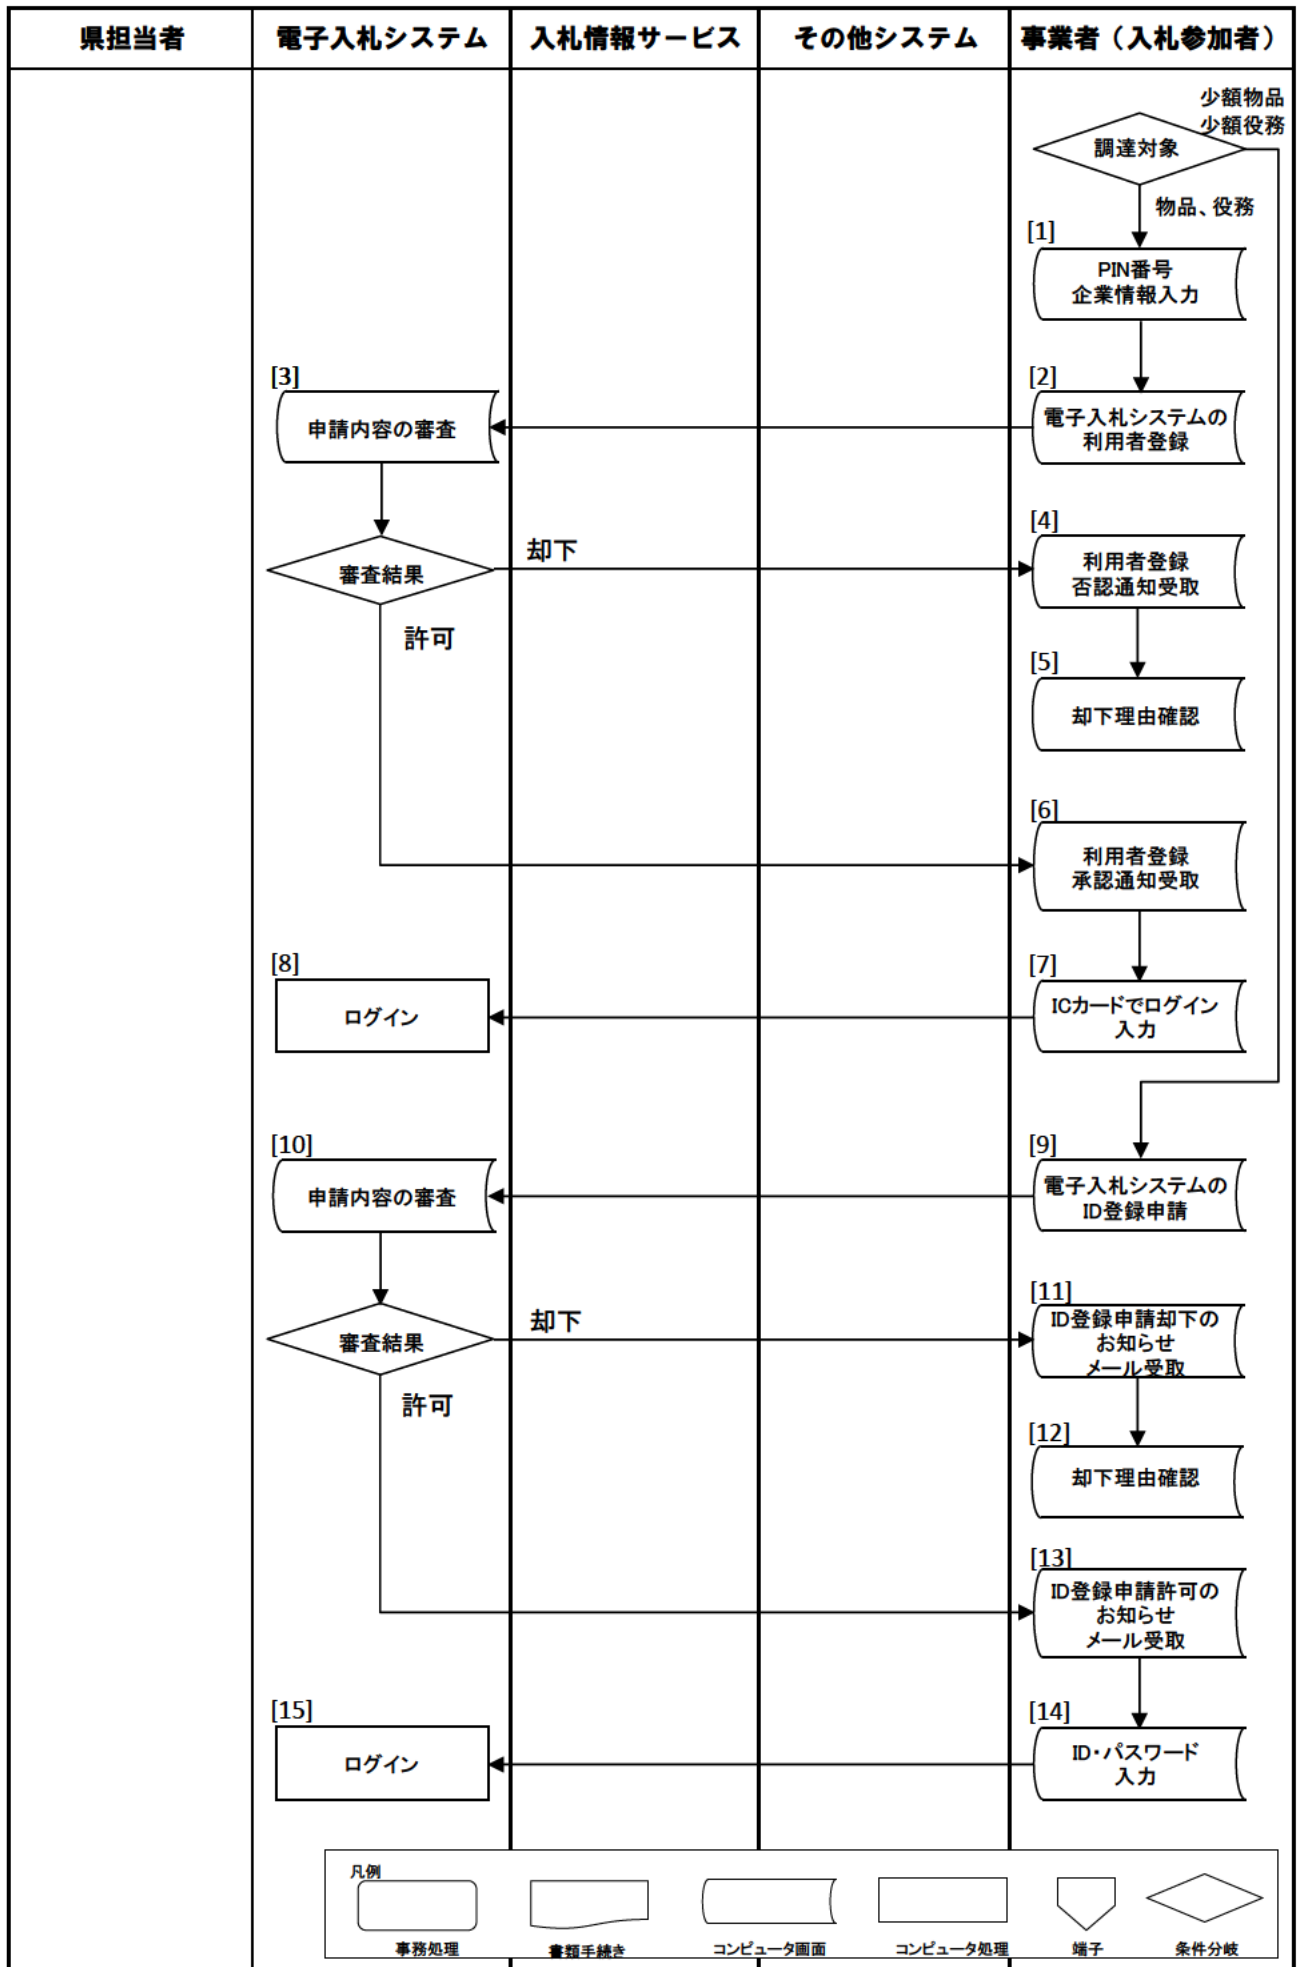 県担当者
電子入札システム
入札情報サービス
その他システム
事業者（入札参加者）
少額物品
少額役務
調達対象
物品、役務
[1]
PIN番号
企業情報入力
[3]
申請内容の審査
[2]
電子入札システムの
利用者登録
審査結果
却下
許可
[4]
利用者登録
否認通知受取
[5]
却下理由確認
[6]
利用者登録
承認通知受取
[8]
ログイン
[7]
ICカードでログイン
入力
[10]
申請内容の審査
[9]
電子入札システムの
ID登録申請
審査結果
却下
許可
[11]
ID登録申請却下の
お知らせ
メール受取
[12]
却下理由確認
[13]
ID登録申請許可の
お知らせ
メール受取
[15]
ログイン
[14]
ID・パスワード
入力
凡例
事務処理
書類手続き
コンピュータ画面
コンピュータ処理
端子
条件分岐